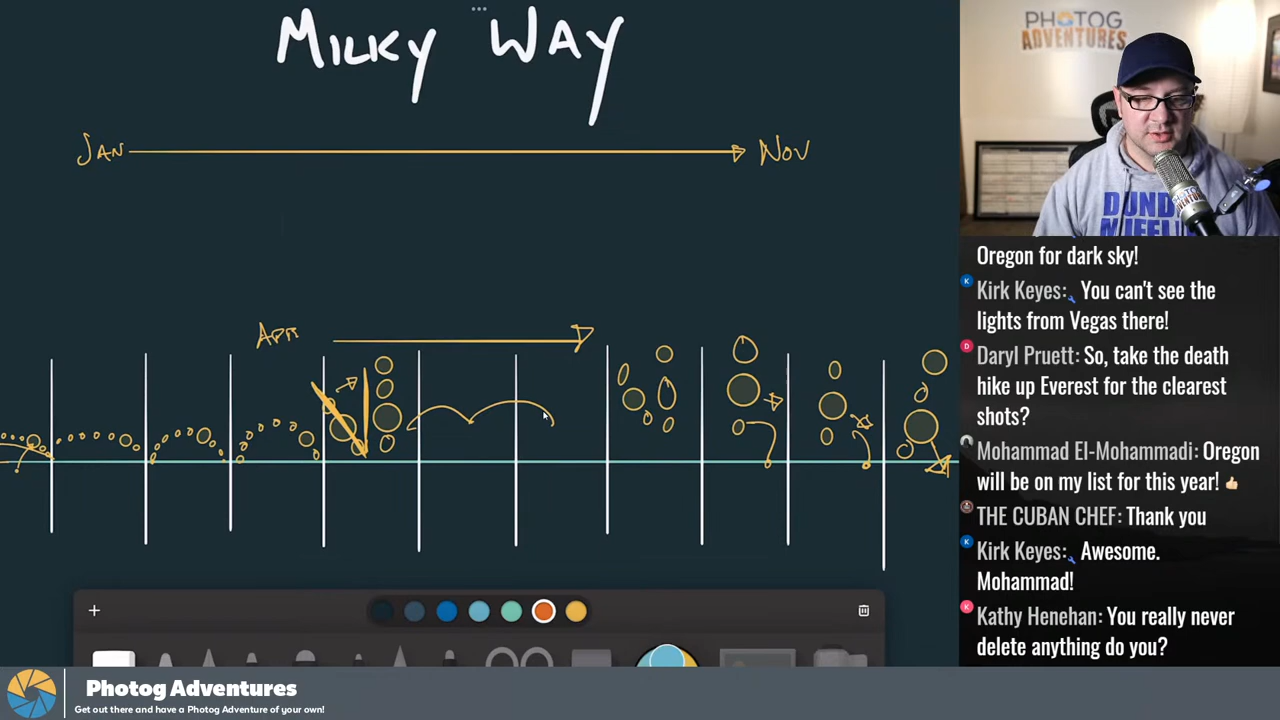 MILKY WAY
JAN
NOV
APR
PHOTOG
ADVENTURES
DUND
MIFFLIN
Oregon for dark sky!
Kirk Keyes: You can't see the
lights from Vegas there!
Daryl Pruett: So, take the death
hike up Everest for the clearest
shots?
Mohammad El-Mohammadi: Oregon
will be on my list for this year! 👍🏻
THE CUBAN CHEF: Thank you
Kirk Keyes: Awesome.
Mohammad!
Kathy Henehan: You really never
delete anything do you?
Photog Adventures
Get out there and have a Photog Adventure of your own!